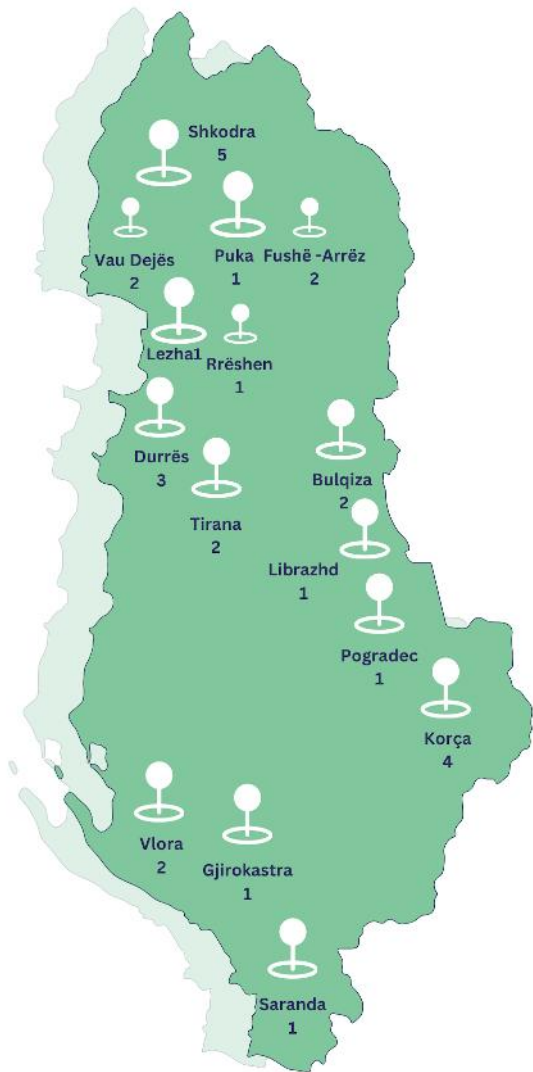 Shkodra
5
Vau Dejës
2
Puka
1
Fushë -Arrëz
2
Lezha1
Rrëshen
1
Durrës
3
Tirana
2
Bulqiza
2
Librazhd
1
Pogradec
1
Korça
4
Vlora
2
Gjirokastra
1
Saranda
1